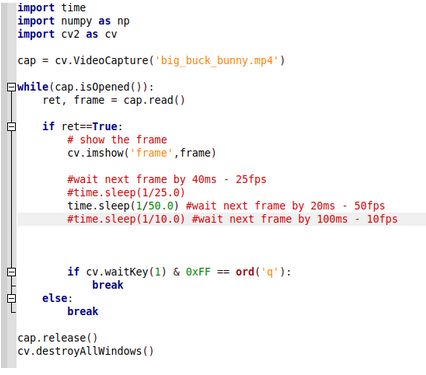 import time
import numpy as np
import cv2 as cv
cap = cv.VideoCapture('big_buck_bunny.mp4')
while(cap.isOpened()):
ret, frame = cap.read()
if ret==True:
# show the frame
cv.imshow('frame',frame)
#wait next frame by 40ms - 25fps
#time.sleep(1/25.0)
time.sleep(1/50.0) #wait next frame by 20ms - 50fps
#time.sleep(1/10.0) #wait next frame by 100ms - 10fps
if cv.waitKey(1) & 0xFF == ord('q'):
break
else:
break
cap.release()
cv.destroyAllWindows()